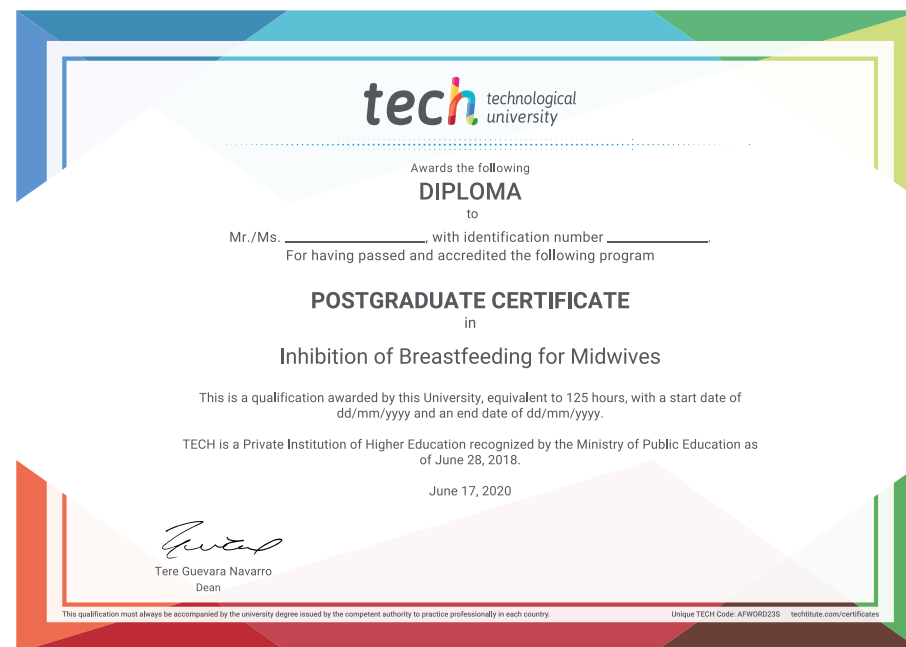 tech technological
university
Awards the following
DIPLOMA
to
Mr./Ms. ____________________, with identification number ______________.
For having passed and accredited the following program
POSTGRADUATE CERTIFICATE
in
Inhibition of Breastfeeding for Midwives
This is a qualification awarded by this University, equivalent to 125 hours, with a start date of
dd/mm/yyyy and an end date of dd/mm/yyyy.
TECH is a Private Institution of Higher Education recognized by the Ministry of Public Education as
of June 28, 2018.
June 17, 2020
Tere Guevara Navarro
Dean
This qualification must always be accompanied by the university degree issued by the competent authority to practice professionally in each country. Unique TECH Code: AFWORD23S techtitute.com/certificates